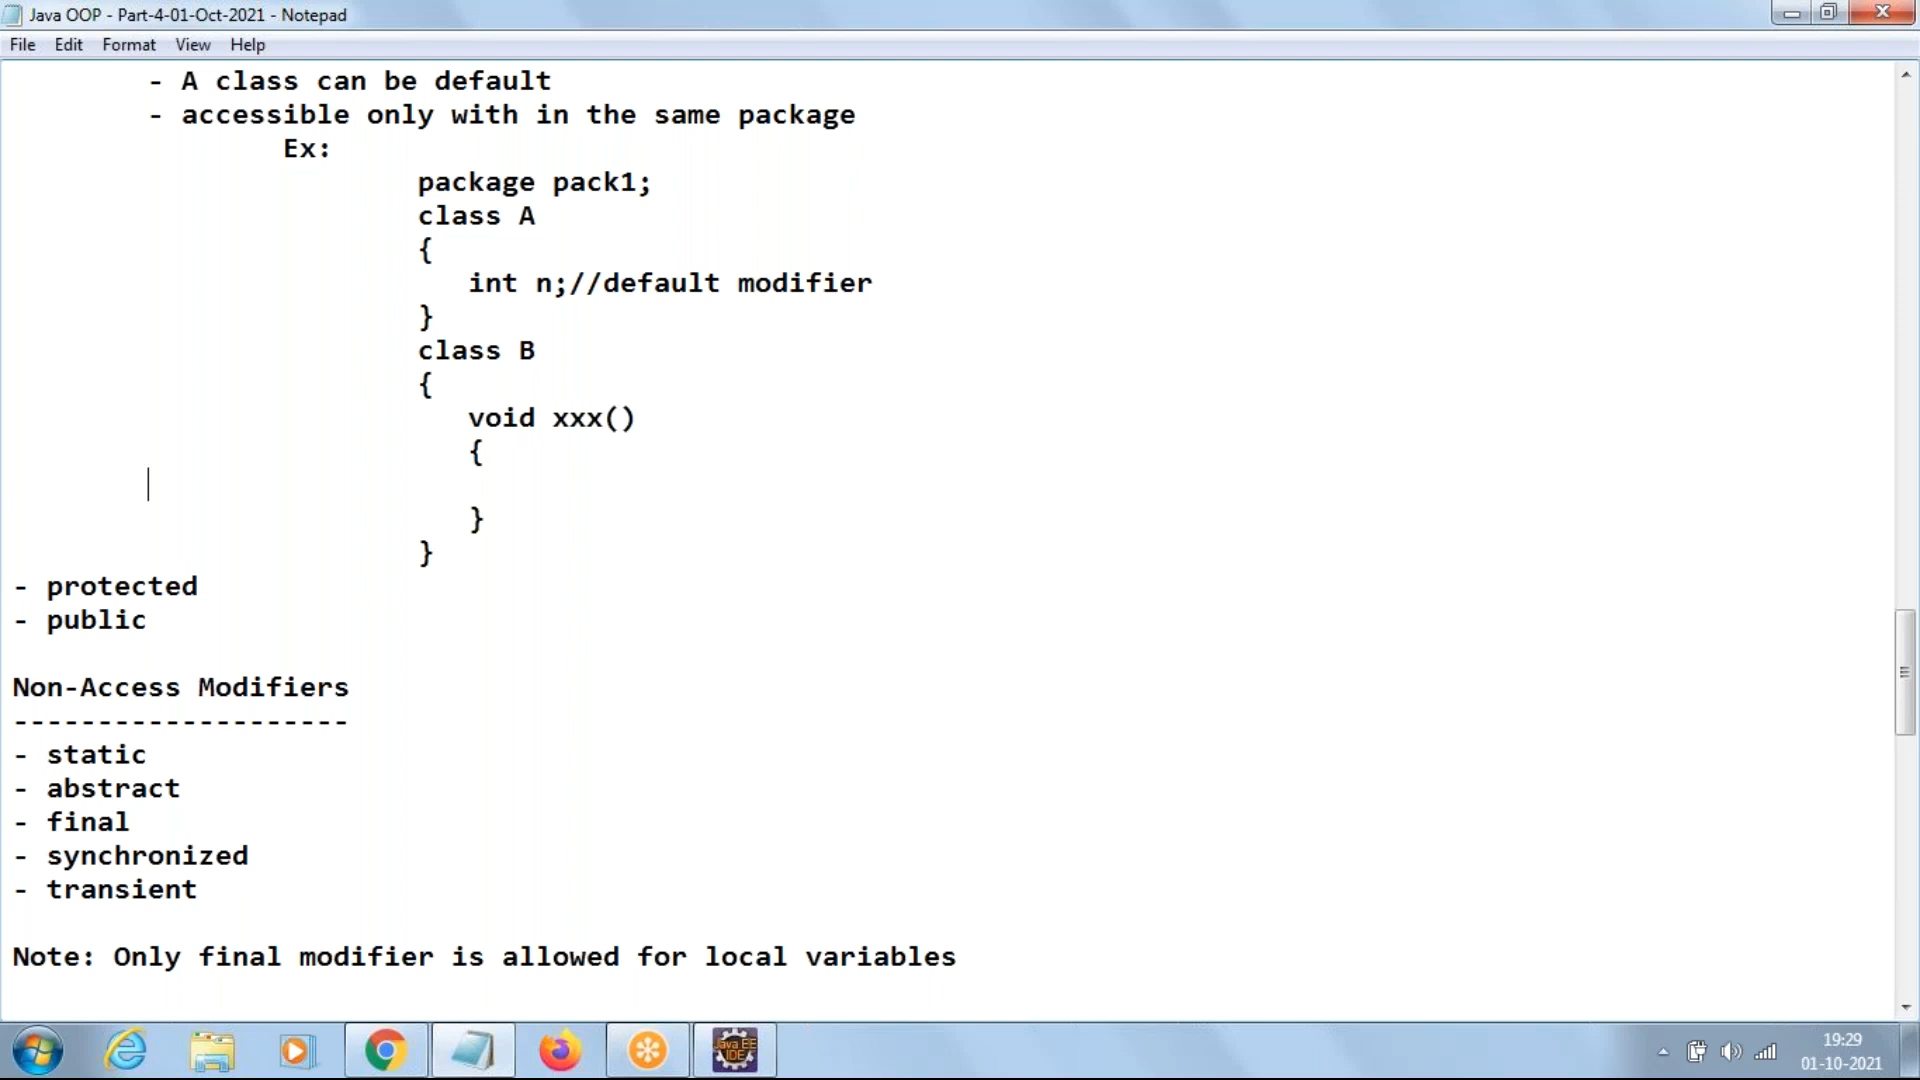 Java OOP - Part-4-01-Oct-2021 - Notepad
File Edit Format View Help
- A class can be default
- accessible only with in the same package
Ex:
package pack1;
class A
{
int n;//default modifier
}
class B
{
void xxx()
{
}
}
- protected
- public
Non-Access Modifiers
--------------------
- static
- abstract
- final
- synchronized
- transient
Note: Only final modifier is allowed for local variables
Java EE
IDE
19:29
01-10-2021